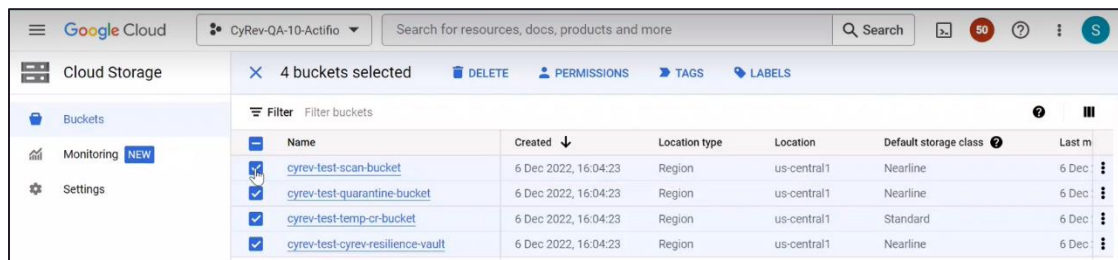 Google Cloud CyRev-QA-10-Actifio Search for resources, docs, products and more Search 50 S
Cloud Storage 4 buckets selected DELETE PERMISSIONS TAGS LABELS
Buckets Filter Filter buckets
Name Created Location type Location Default storage class Last m
Monitoring NEW cyrev-test-scan-bucket 6 Dec 2022, 16:04:23 Region us-central1 Nearline 6 Dec
Settings cyrev-test-quarantine-bucket 6 Dec 2022, 16:04:23 Region us-central1 Nearline 6 Dec
cyrev-test-temp-cr-bucket 6 Dec 2022, 16:04:23 Region us-central1 Standard 6 Dec
cyrev-test-cyrev-resilience-vault 6 Dec 2022, 16:04:23 Region us-central1 Nearline 6 Dec